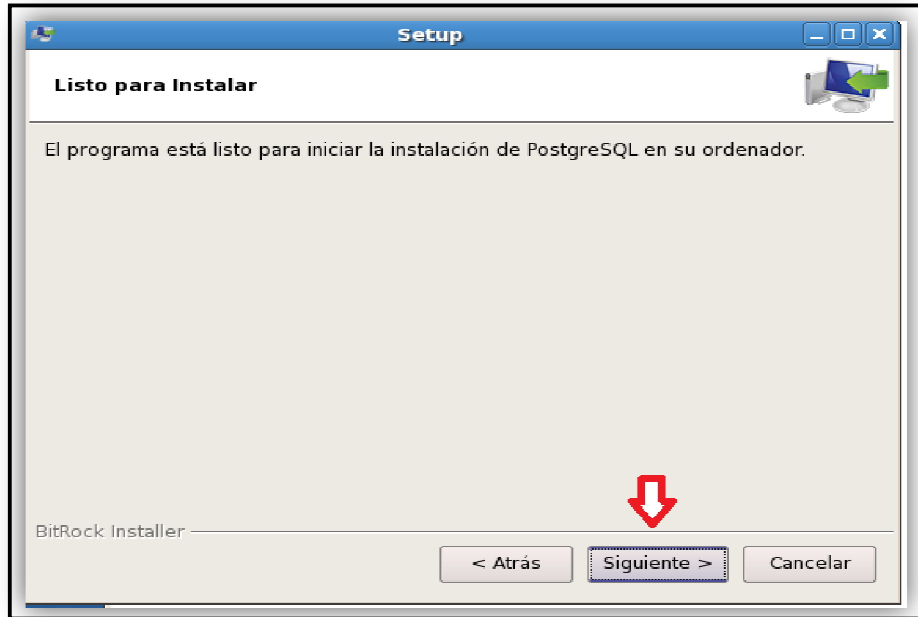 Setup
Listo para Instalar
El programa está listo para iniciar la instalación de PostgreSQL en su ordenador.
BitRock Installer
< Atrás
Siguiente >
Cancelar